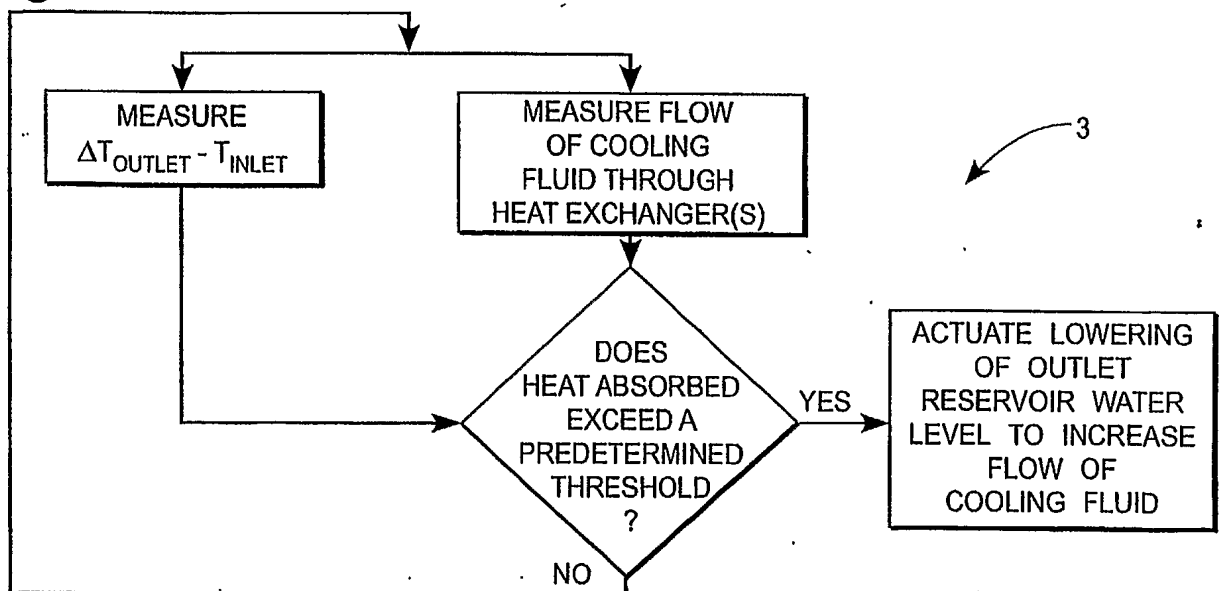 MEASURE
ΔT_OUTLET - T_INLET
MEASURE FLOW
OF COOLING
FLUID THROUGH
HEAT EXCHANGER(S)
3
DOES
HEAT ABSORBED
EXCEED A
PREDETERMINED
THRESHOLD
?
YES
ACTUATE LOWERING
OF OUTLET
RESERVOIR WATER
LEVEL TO INCREASE
FLOW OF
COOLING FLUID
NO